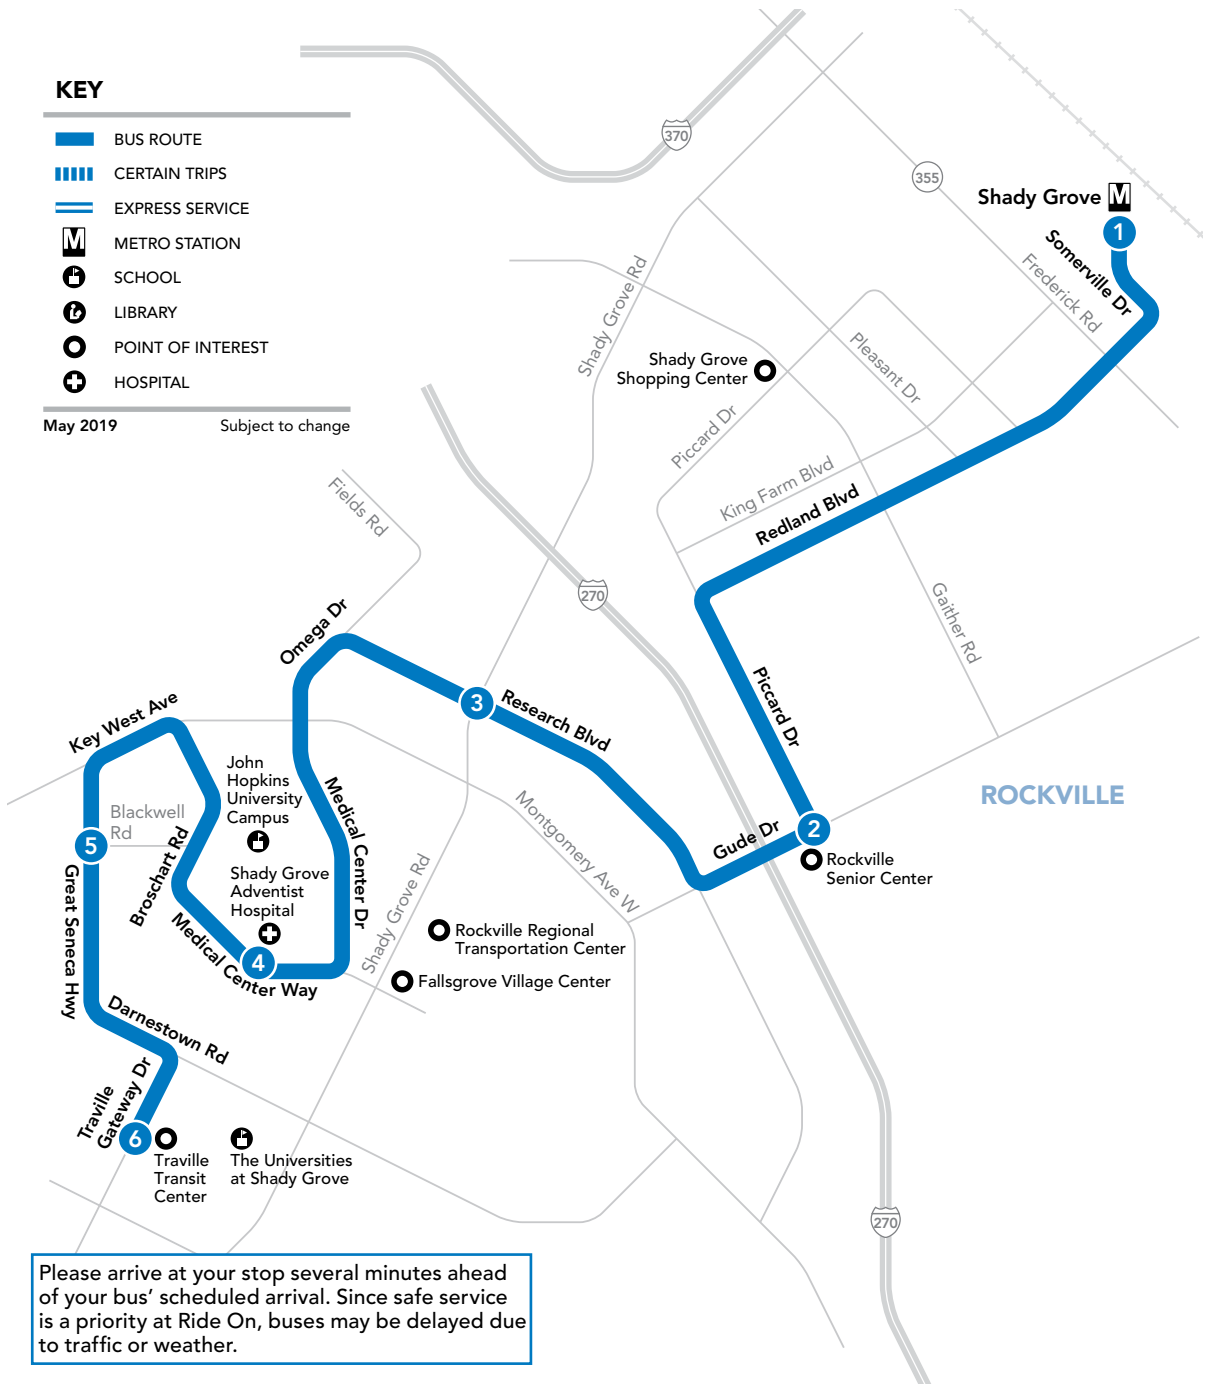 KEY
BUS ROUTE
CERTAIN TRIPS
EXPRESS SERVICE
M
METRO STATION
SCHOOL
LIBRARY
POINT OF INTEREST
HOSPITAL
May 2019
Subject to change
370
355
Shady Grove
M
1
Somerville Dr
Frederick Rd
Shady Grove Rd
Shady Grove
Shopping Center
Pleasant Dr
Piccard Dr
King Farm Blvd
Redland Blvd
Fields Rd
270
Gaither Rd
Omega Dr
Piccard Dr
3
Research Blvd
Key West Ave
John
Hopkins
University
Campus
Medical Center Dr
Montgomery Ave W
ROCKVILLE
Blackwell
Rd
5
Broschart Rd
Gude Dr
2
Rockville
Senior Center
Great Seneca Hwy
Shady Grove
Adventist
Hospital
Shady Grove Rd
Rockville Regional
Transportation Center
4
Medical Center Way
Fallsgrove Village Center
Darnestown Rd
Traville
Gateway Dr
6
Traville
Transit
Center
The Universities
at Shady Grove
270
Please arrive at your stop several minutes ahead
of your bus’ scheduled arrival. Since safe service
is a priority at Ride On, buses may be delayed due
to traffic or weather.